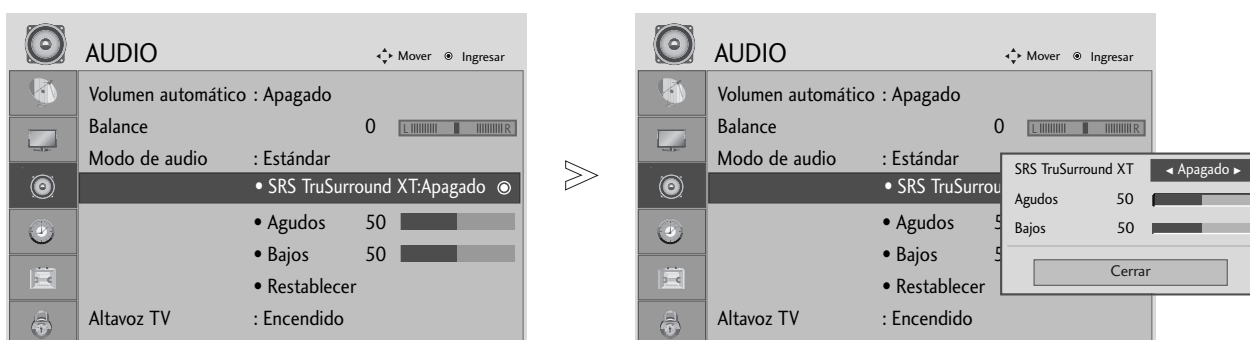 AUDIO
Mover Ingresar
Volumen automático : Apagado
Balance 0 L R
Modo de audio : Estándar
• SRS TruSurround XT:Apagado
• Agudos 50
• Bajos 50
• Restablecer
Altavoz TV : Encendido
>>
AUDIO
Mover Ingresar
Volumen automático : Apagado
Balance 0 L R
Modo de audio : Estándar
• SRS TruSurrou
• Agudos 5
• Bajos 5
• Restablecer
Altavoz TV : Encendido
SRS TruSurround XT ◄ Apagado ►
Agudos 50
Bajos 50
Cerrar